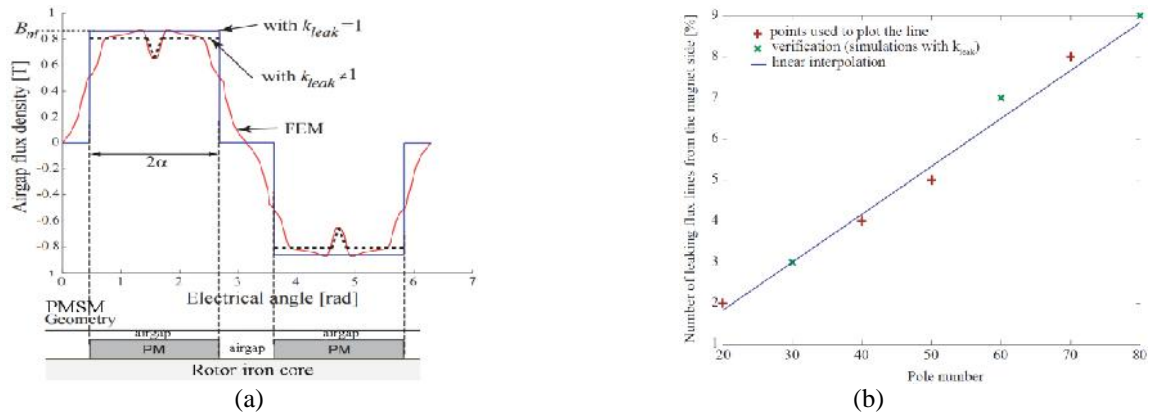 B_m
with k_leak=1
with k_leak≠1
FEM
2α
Airgap flux density [T]
1
0.8
0.6
0.4
0.2
0
-0.2
-0.4
-0.6
-0.8
1
0
1
2
3
4
5
6
7
Electrical angle [rad]
PMSM
Geometry
airgap
airgap
airgap
PM
PM
Rotor iron core
(a)
Number of leaking flux lines from the magnet side [%]
9
8
7
6
5
4
3
2
1
points used to plot the line
verification (simulations with k_leak)
linear interpolation
20
30
40
50
60
70
80
Pole number
(b)